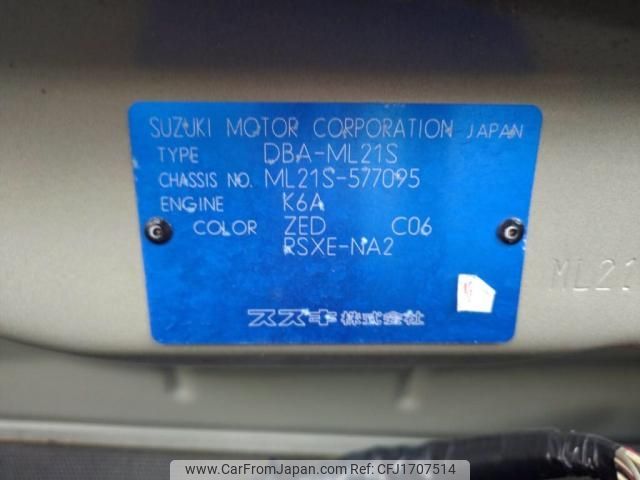 SUZUKI MOTOR CORPORATION JAPAN
TYPE DBA-ML21S
CHASSIS NO. ML21S-577095
ENGINE K6A
COLOR ZED C06
RSXE-NA2
ML21
スズキ株式会社
www.CarFromJapan.com - ID: CFJ1707514